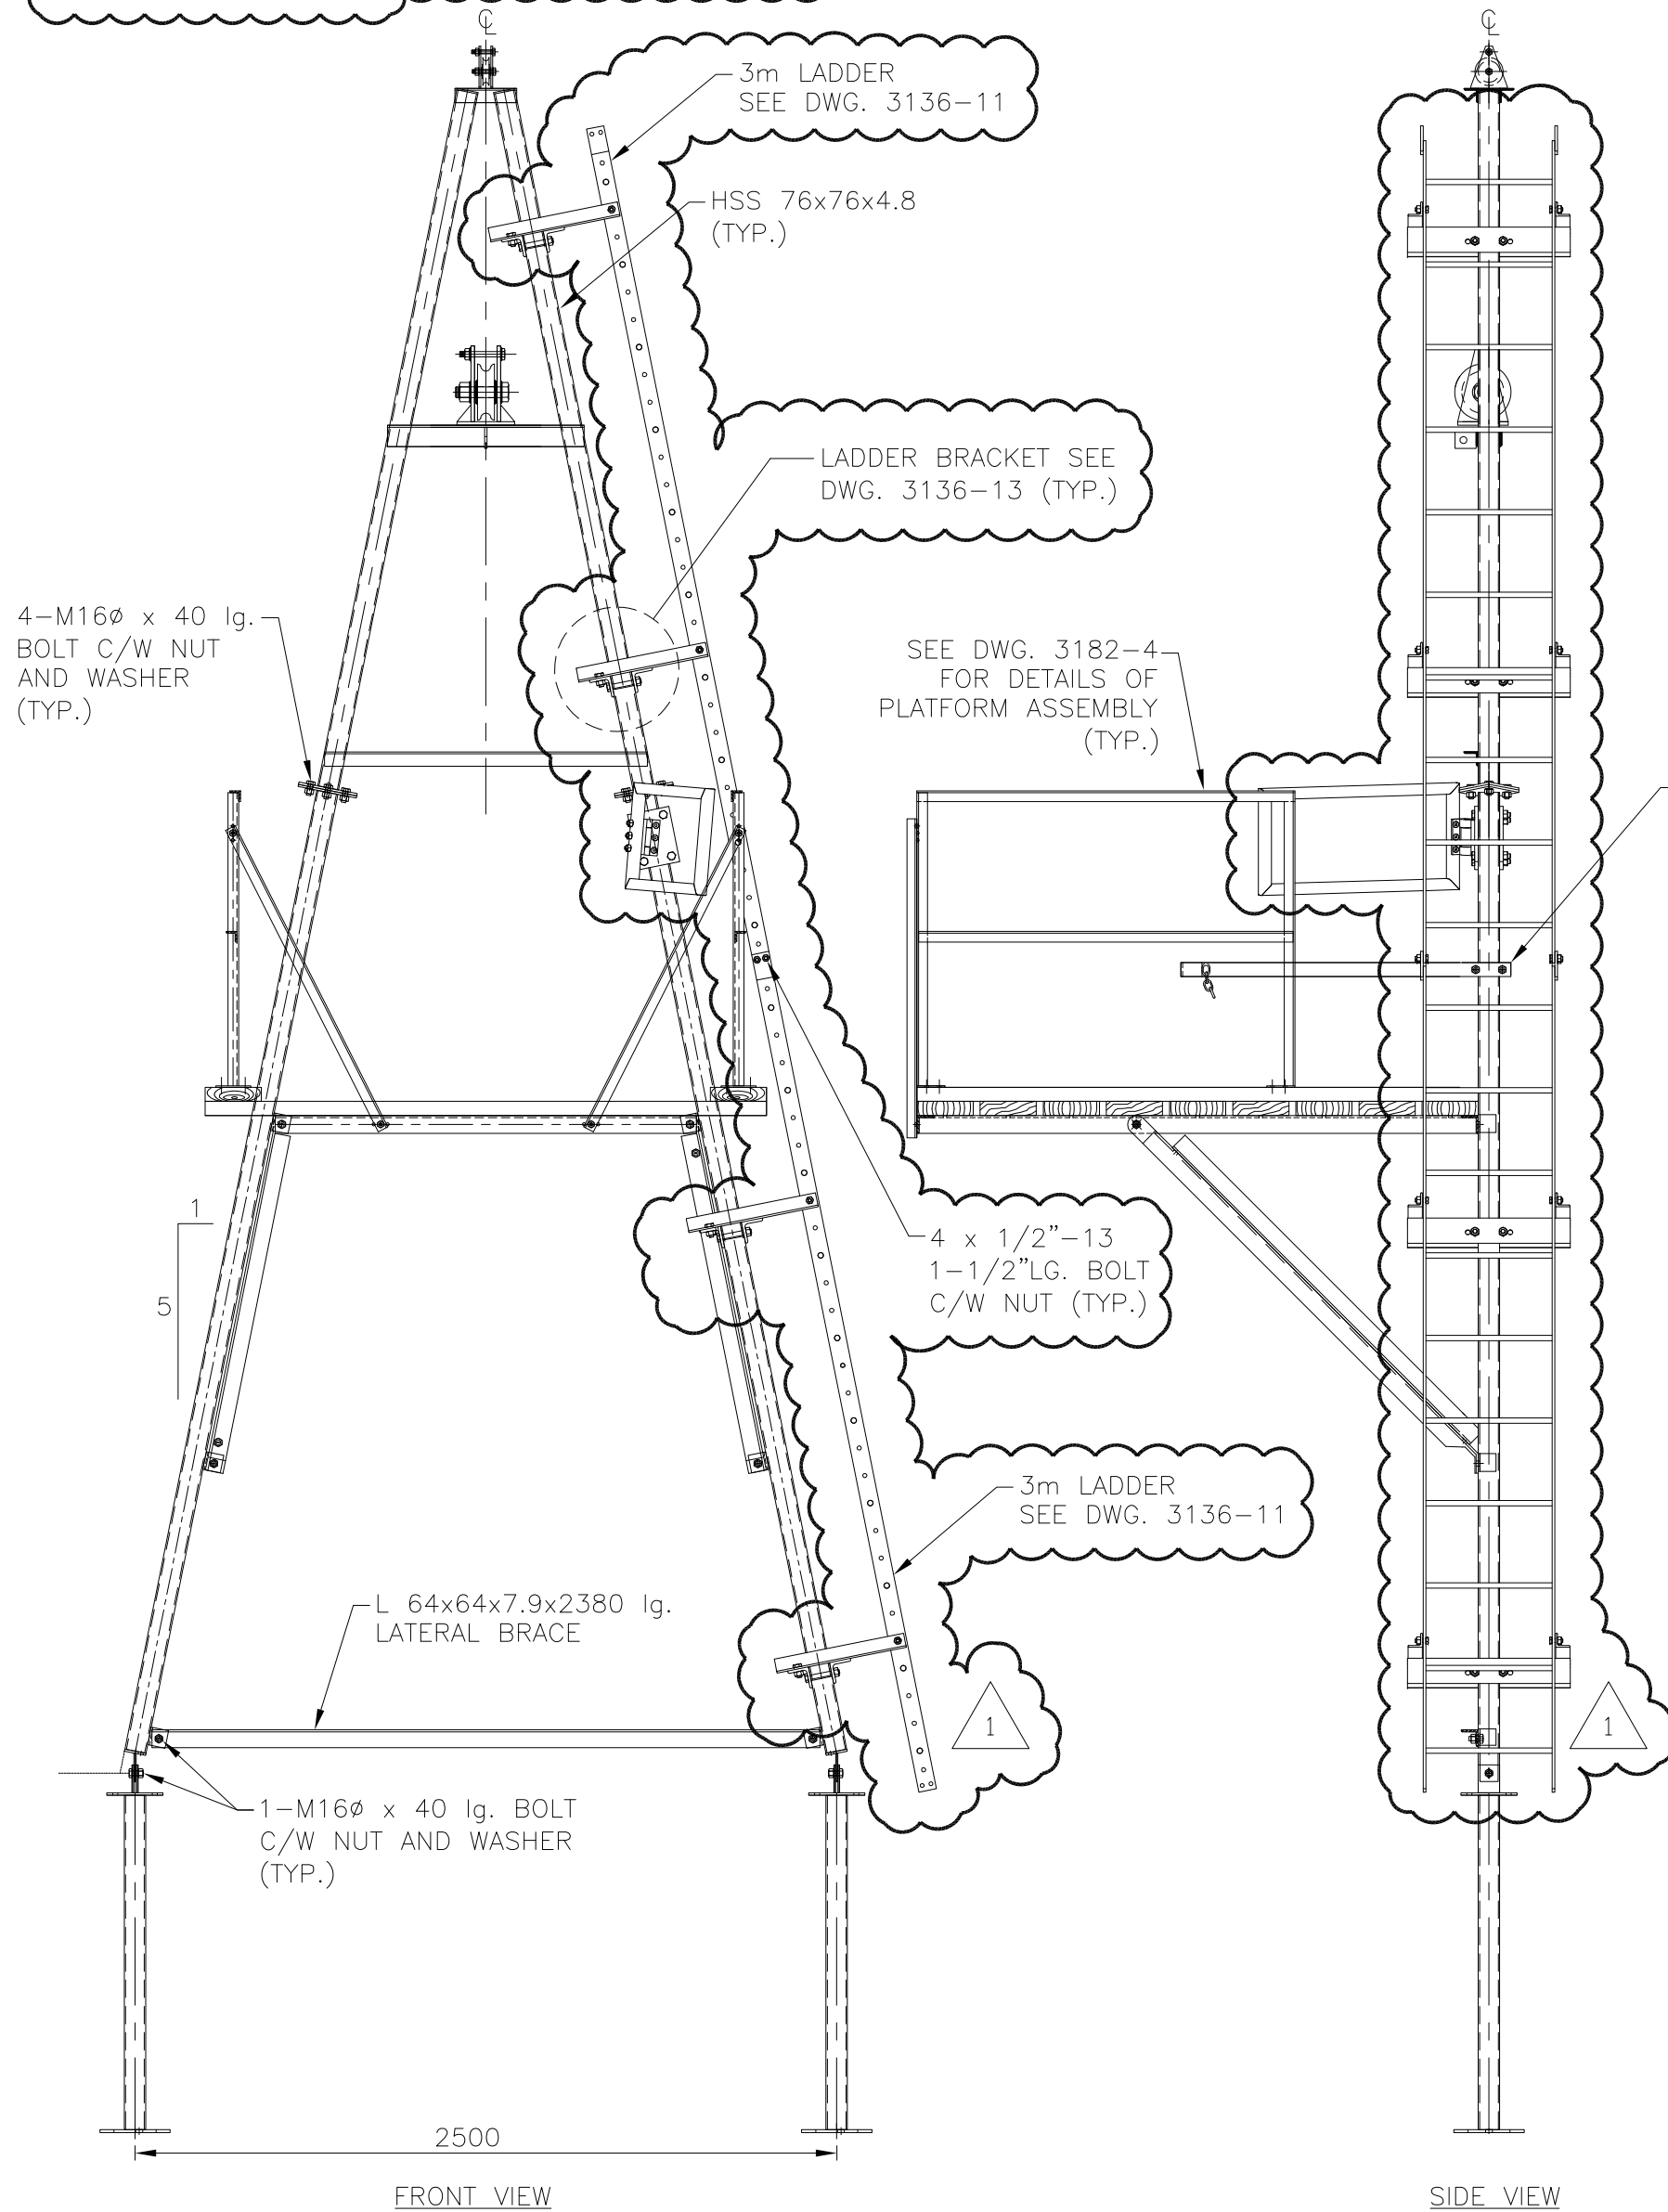 ℄
℄
3m LADDER
SEE DWG. 3136-11
HSS 76x76x4.8
(TYP.)
LADDER BRACKET SEE
DWG. 3136-13 (TYP.)
4-M16ø x 40 lg.
BOLT C/W NUT
AND WASHER
(TYP.)
SEE DWG. 3182-4
FOR DETAILS OF
PLATFORM ASSEMBLY
(TYP.)
1
5
4 x 1/2"-13
1-1/2"LG. BOLT
C/W NUT (TYP.)
3m LADDER
SEE DWG. 3136-11
L 64x64x7.9x2380 lg.
LATERAL BRACE
1
1
1-M16ø x 40 lg. BOLT
C/W NUT AND WASHER
(TYP.)
2500
FRONT VIEW
SIDE VIEW